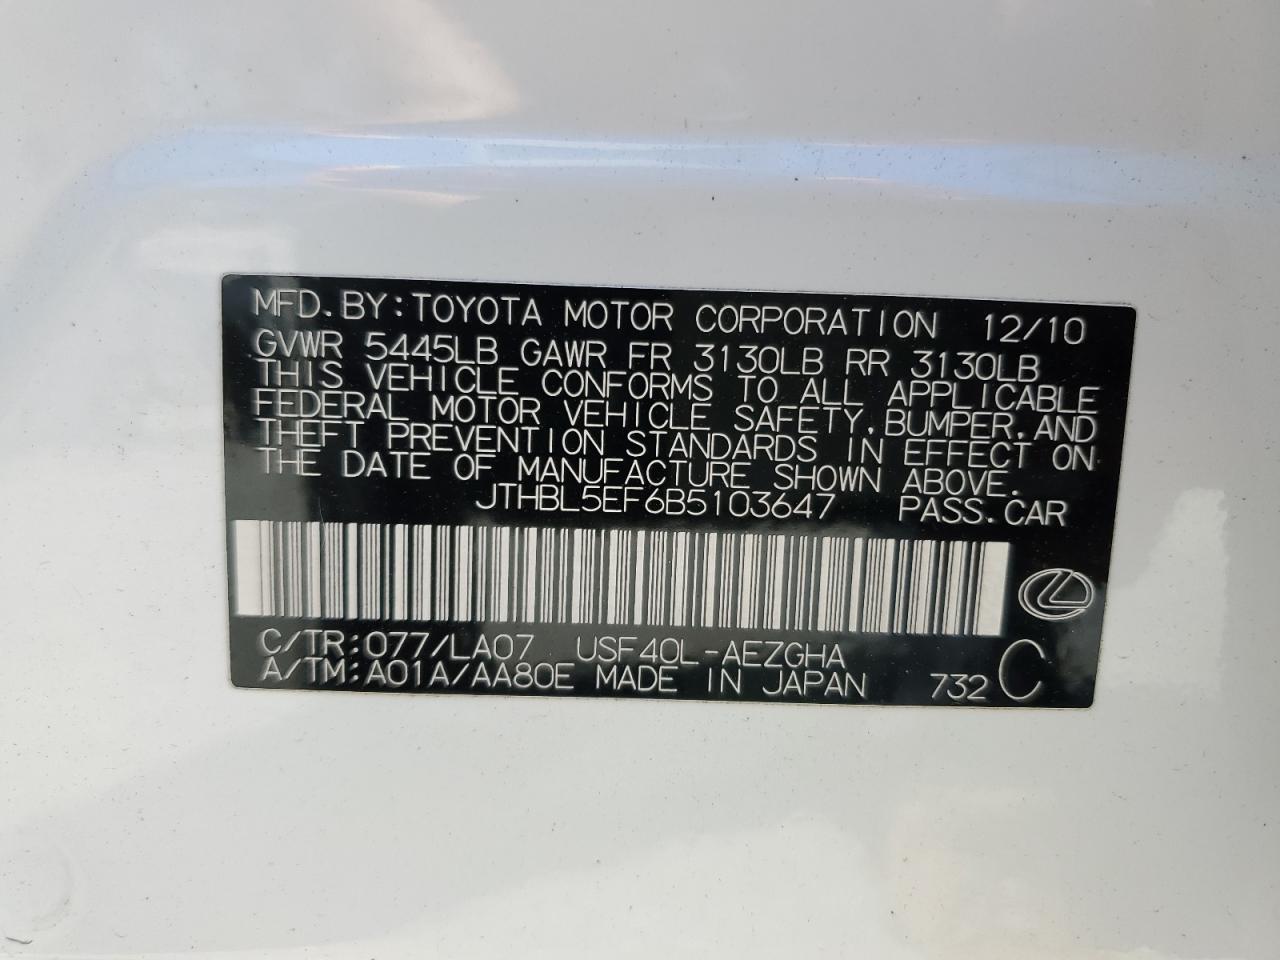 MFD. BY: TOYOTA MOTOR CORPORATION 12/10
GVWR 5445LB GAWR FR 3130LB RR 3130LB
THIS VEHICLE CONFORMS TO ALL APPLICABLE
FEDERAL MOTOR VEHICLE SAFETY, BUMPER, AND
THEFT PREVENTION STANDARDS IN EFFECT ON
THE DATE OF MANUFACTURE SHOWN ABOVE.
JTHBL5EF6B5103647 PASS. CAR
C/TR: 077/LA07 USF40L-AEZGHA
A/TM: A01A/AA80E MADE IN JAPAN 732 C